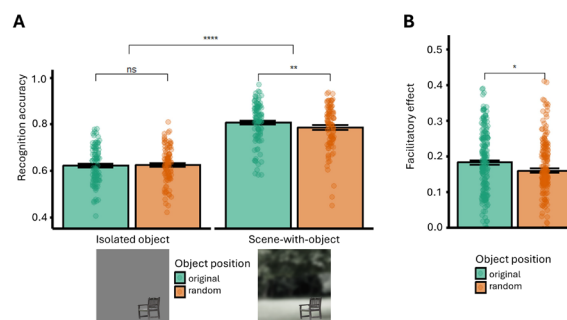 A
****
ns
**
Recognition accuracy
1.0
0.8
0.6
0.4
Isolated object
Scene-with-object
Object position
original
random
B
*
Facilitatory effect
0.5
0.4
0.3
0.2
0.1
0.0
Object position
original
random